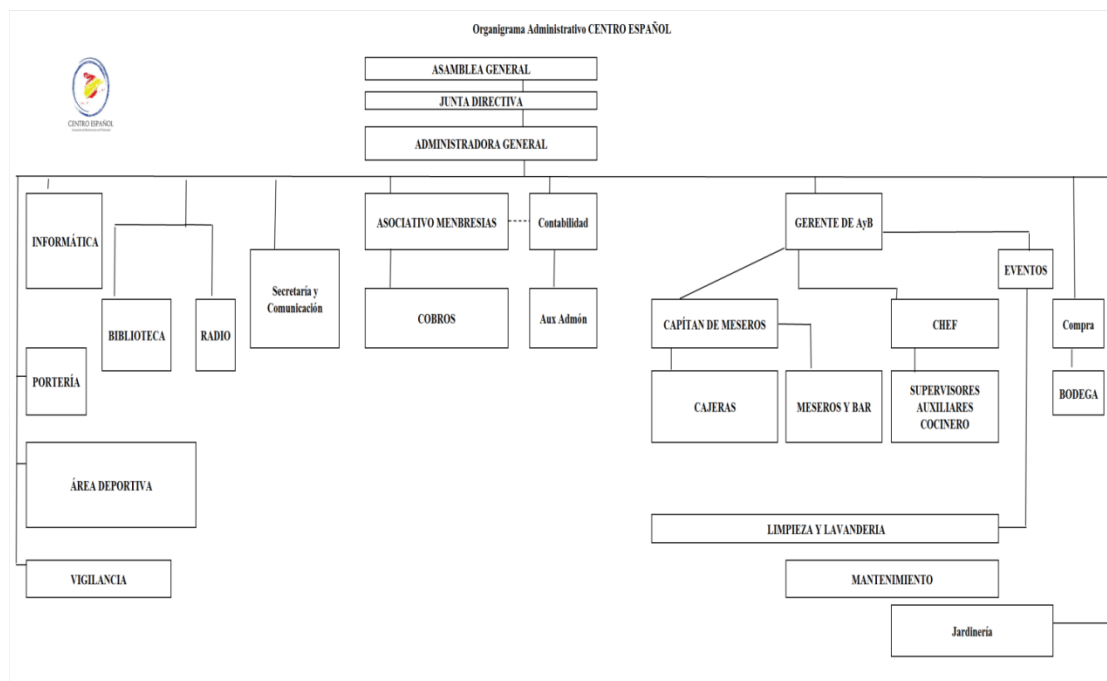 Organigrama Administrativo CENTRO ESPAÑOL
CENTRO ESPAÑOL
ASAMBLEA GENERAL
JUNTA DIRECTIVA
ADMINISTRADORA GENERAL
INFORMÁTICA
ASOCIATIVO MENBRESIAS
Contabilidad
GERENTE DE AyB
EVENTOS
Secretaría y
Comunicación
BIBLIOTECA
RADIO
COBROS
Aux Admón
CAPÍTAN DE MESEROS
CHEF
Compra
PORTERÍA
CAJERAS
MESEROS Y BAR
SUPERVISORES
AUXILIARES
COCINERO
BODEGA
ÁREA DEPORTIVA
LIMPIEZA Y LAVANDERIA
VIGILANCIA
MANTENIMIENTO
Jardinería